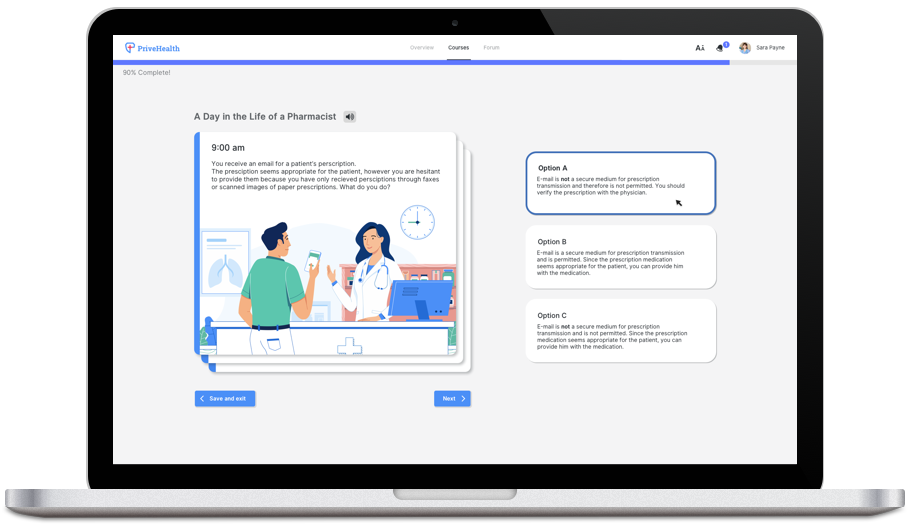 PriveHealth
Overview Courses Forum
Aä
Sara Payne
90% Complete!
A Day in the Life of a Pharmacist
9:00 am
You receive an email for a patient's perscription.
The presciption seems appropriate for the patient, however you are hesitant
to provide them because you have only recieved persciptions through faxes
or scanned images of paper prescriptions. What do you do?
Option A
E-mail is not a secure medium for prescription
transmission and therefore is not permitted. You should
verify the prescription with the physician.
Option B
E-mail is a secure medium for prescription transmission
and is permitted. Since the prescription medication
seems appropriate for the patient, you can provide him
with the medication.
Option C
E-mail is not a secure medium for prescription
transmission and is not permitted. Since the prescription
medication seems appropriate for the patient, you can
provide him with the medication.
Save and exit
Next